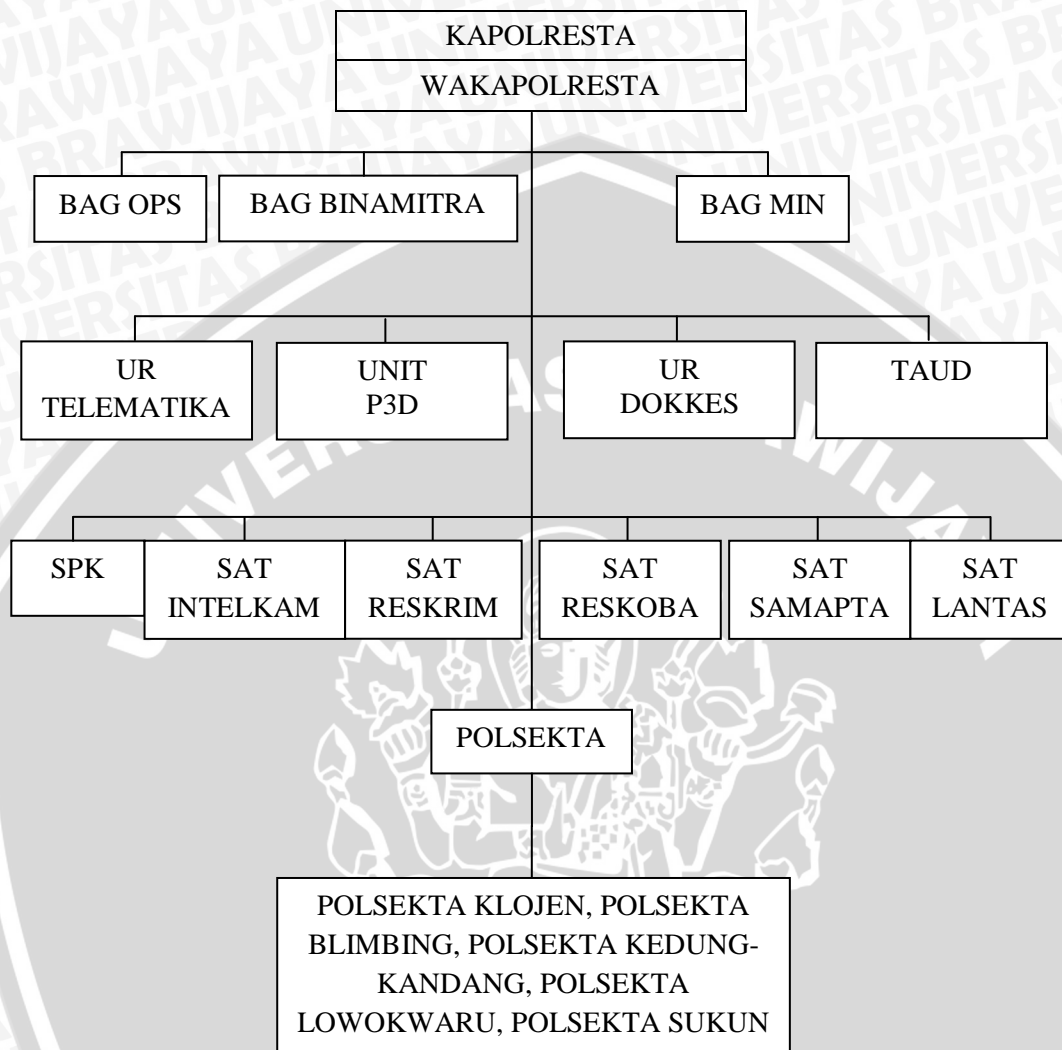 KAPOLRESTA
WAKAPOLRESTA
BAG OPS
BAG BINAMITRA
BAG MIN
UR
TELEMATIKA
UNIT
P3D
UR
DOKKES
TAUD
SPK
SAT
INTELKAM
SAT
RESKRIM
SAT
RESKOBA
SAT
SAMAPTA
SAT
LANTAS
POLSEKTA
POLSEKTA KLOJEN, POLSEKTA
BLIMBING, POLSEKTA KEDUNG-
KANDANG, POLSEKTA
LOWOKWARU, POLSEKTA SUKUN